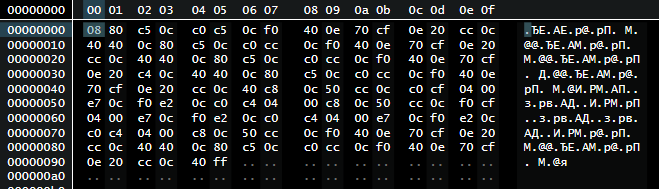 00000000 00 01 02 03 04 05 06 07 08 09 0a 0b 0c 0d 0e 0f
00000000 08 80 c5 0c c0 c5 0c f0 40 0e 70 cf 0e 20 cc 0c .ЂЕ.АЕ.р@.pП. М.
00000010 40 40 0c 80 c5 0c c0 cc 0c f0 40 0e 70 cf 0e 20 @@.ЂЕ.АМ.р@.pП.
00000020 cc 0c 40 40 0c 80 c5 0c c0 cc 0c f0 40 0e 70 cf М.@@.ЂЕ.АМ.р@.pП
00000030 0e 20 c4 0c 40 40 0c 80 c5 0c c0 cc 0c f0 40 0e . Д.@@.ЂЕ.АМ.р@.
00000040 70 cf 0e 20 cc 0c 40 c8 0c 50 cc 0c c0 cf 04 00 pП. М.@И.PМ.АП..
00000050 e7 0c f0 e2 0c c0 c4 04 00 c8 0c 50 cc 0c f0 cf з.рв.АД..И.PМ.рП
00000060 04 00 e7 0c f0 e2 0c c0 c4 04 00 e7 0c f0 e2 0c ..з.рв.АД..з.рв.
00000070 c0 c4 04 00 c8 0c 50 cc 0c f0 40 0e 70 cf 0e 20 АД..И.PМ.р@.pП.
00000080 cc 0c 40 40 0c 80 c5 0c c0 cc 0c f0 40 0e 70 cf М.@@.ЂЕ.АМ.р@.pП
00000090 0e 20 cc 0c 40 ff .. .. .. .. .. .. .. .. .. .. . М.@я
000000a0 .. .. .. .. .. .. .. .. .. .. .. .. .. .. .. ..